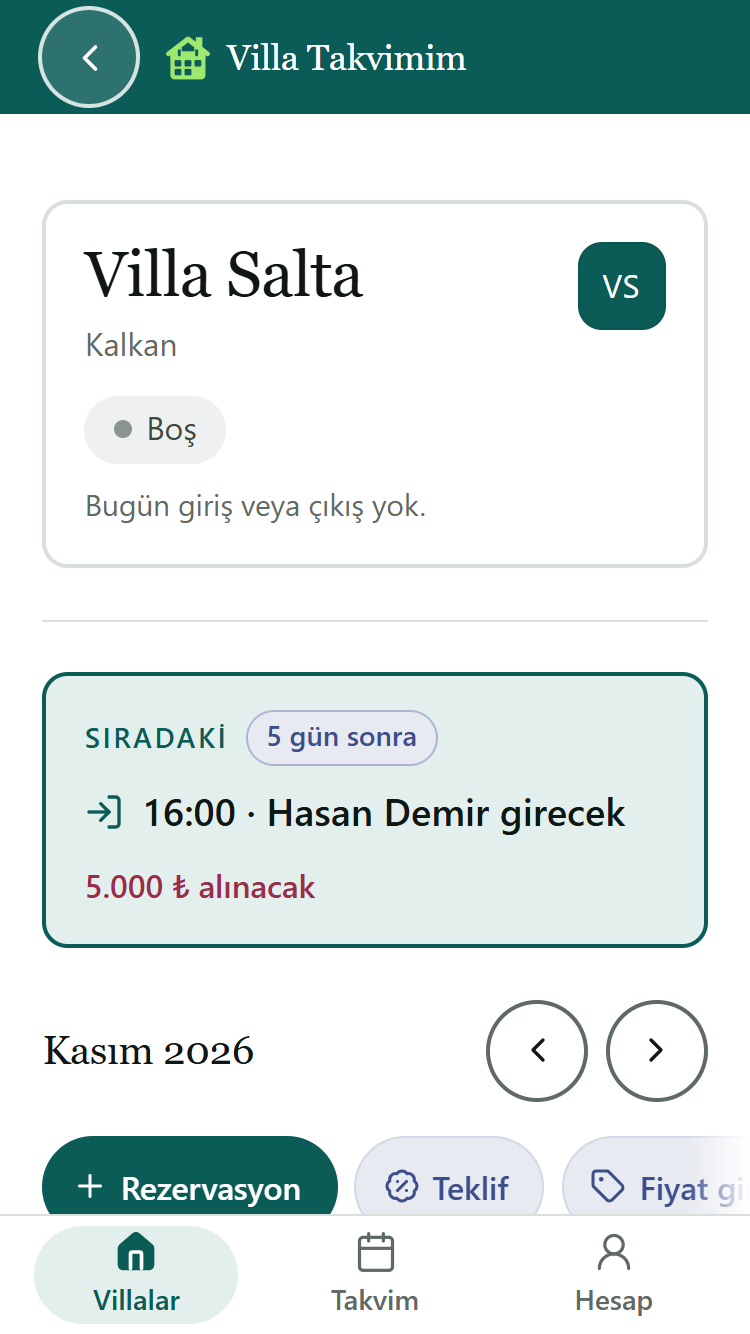 Villa Takvimim
Villa Salta
VS
Kalkan
Boş
Bugün giriş veya çıkış yok.
SIRADAKİ
5 gün sonra
16:00 · Hasan Demir girecek
5.000 ₺ alınacak
Kasım 2026
Rezervasyon
Teklif
Fiyat
Villalar
Takvim
Hesap